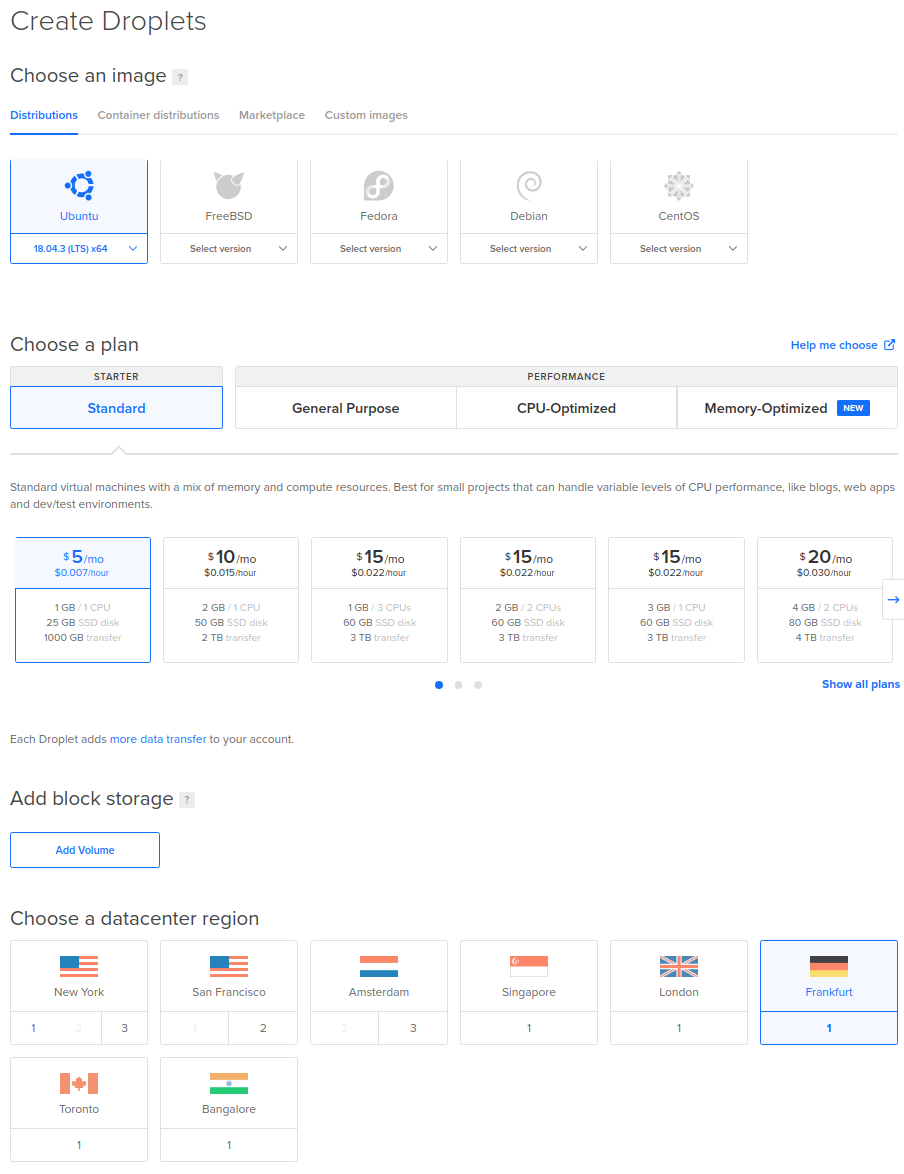 Create Droplets
Choose an image ?
Distributions Container distributions Marketplace Custom images
Ubuntu FreeBSD Fedora Debian CentOS
18.04.3 (LTS) x64 Select version Select version Select version Select version
Choose a plan Help me choose
STARTER PERFORMANCE
Standard General Purpose CPU-Optimized Memory-Optimized NEW
Standard virtual machines with a mix of memory and compute resources. Best for small projects that can handle variable levels of CPU performance, like blogs, web apps
and dev/test environments.
$ 5/mo $ 10/mo $ 15/mo $ 15/mo $ 15/mo $ 20/mo
$0.007/hour $0.015/hour $0.022/hour $0.022/hour $0.022/hour $0.030/hour
1 GB / 1 CPU 2 GB / 1 CPU 1 GB / 3 CPUs 2 GB / 2 CPUs 3 GB / 1 CPU 4 GB / 2 CPUs
25 GB SSD disk 50 GB SSD disk 60 GB SSD disk 60 GB SSD disk 60 GB SSD disk 80 GB SSD disk
1000 GB transfer 2 TB transfer 3 TB transfer 3 TB transfer 3 TB transfer 4 TB transfer
Show all plans
Each Droplet adds more data transfer to your account.
Add block storage ?
Add Volume
Choose a datacenter region
New York San Francisco Amsterdam Singapore London Frankfurt
1 2 3 1 2 2 3 1 1 1
Toronto Bangalore
1 1